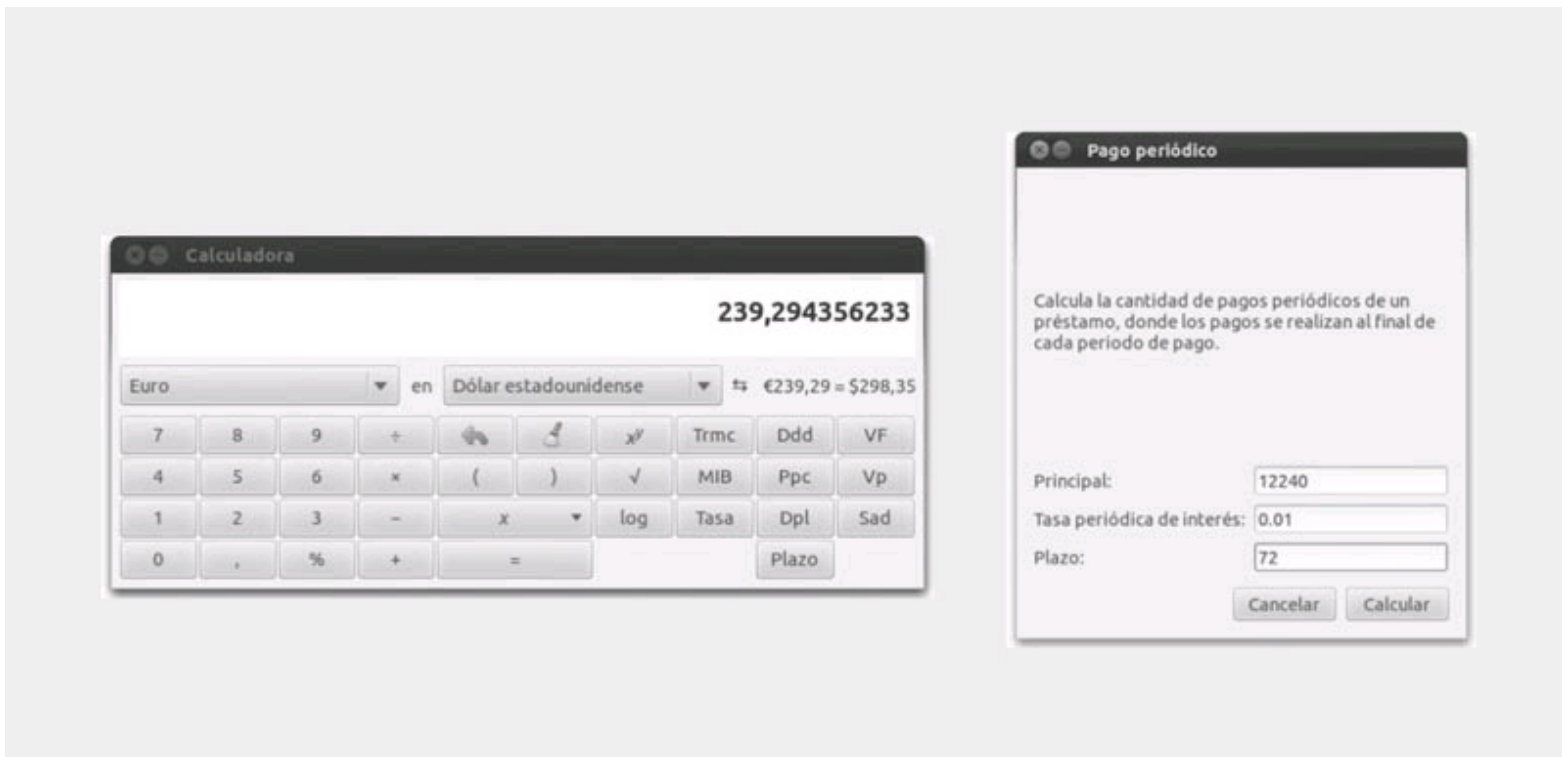 Calculadora
239,294356233
Euro en Dólar estadounidense ⇆ €239,29 = $298,35
7 8 9 ÷ xʸ Trmc Ddd VF
4 5 6 × ( ) √ MIB Ppc Vp
1 2 3 − x log Tasa Dpl Sad
0 , % + = Plazo
Pago periódico
Calcula la cantidad de pagos periódicos de un
préstamo, donde los pagos se realizan al final de
cada periodo de pago.
Principal: 12240
Tasa periódica de interés: 0.01
Plazo: 72
Cancelar Calcular